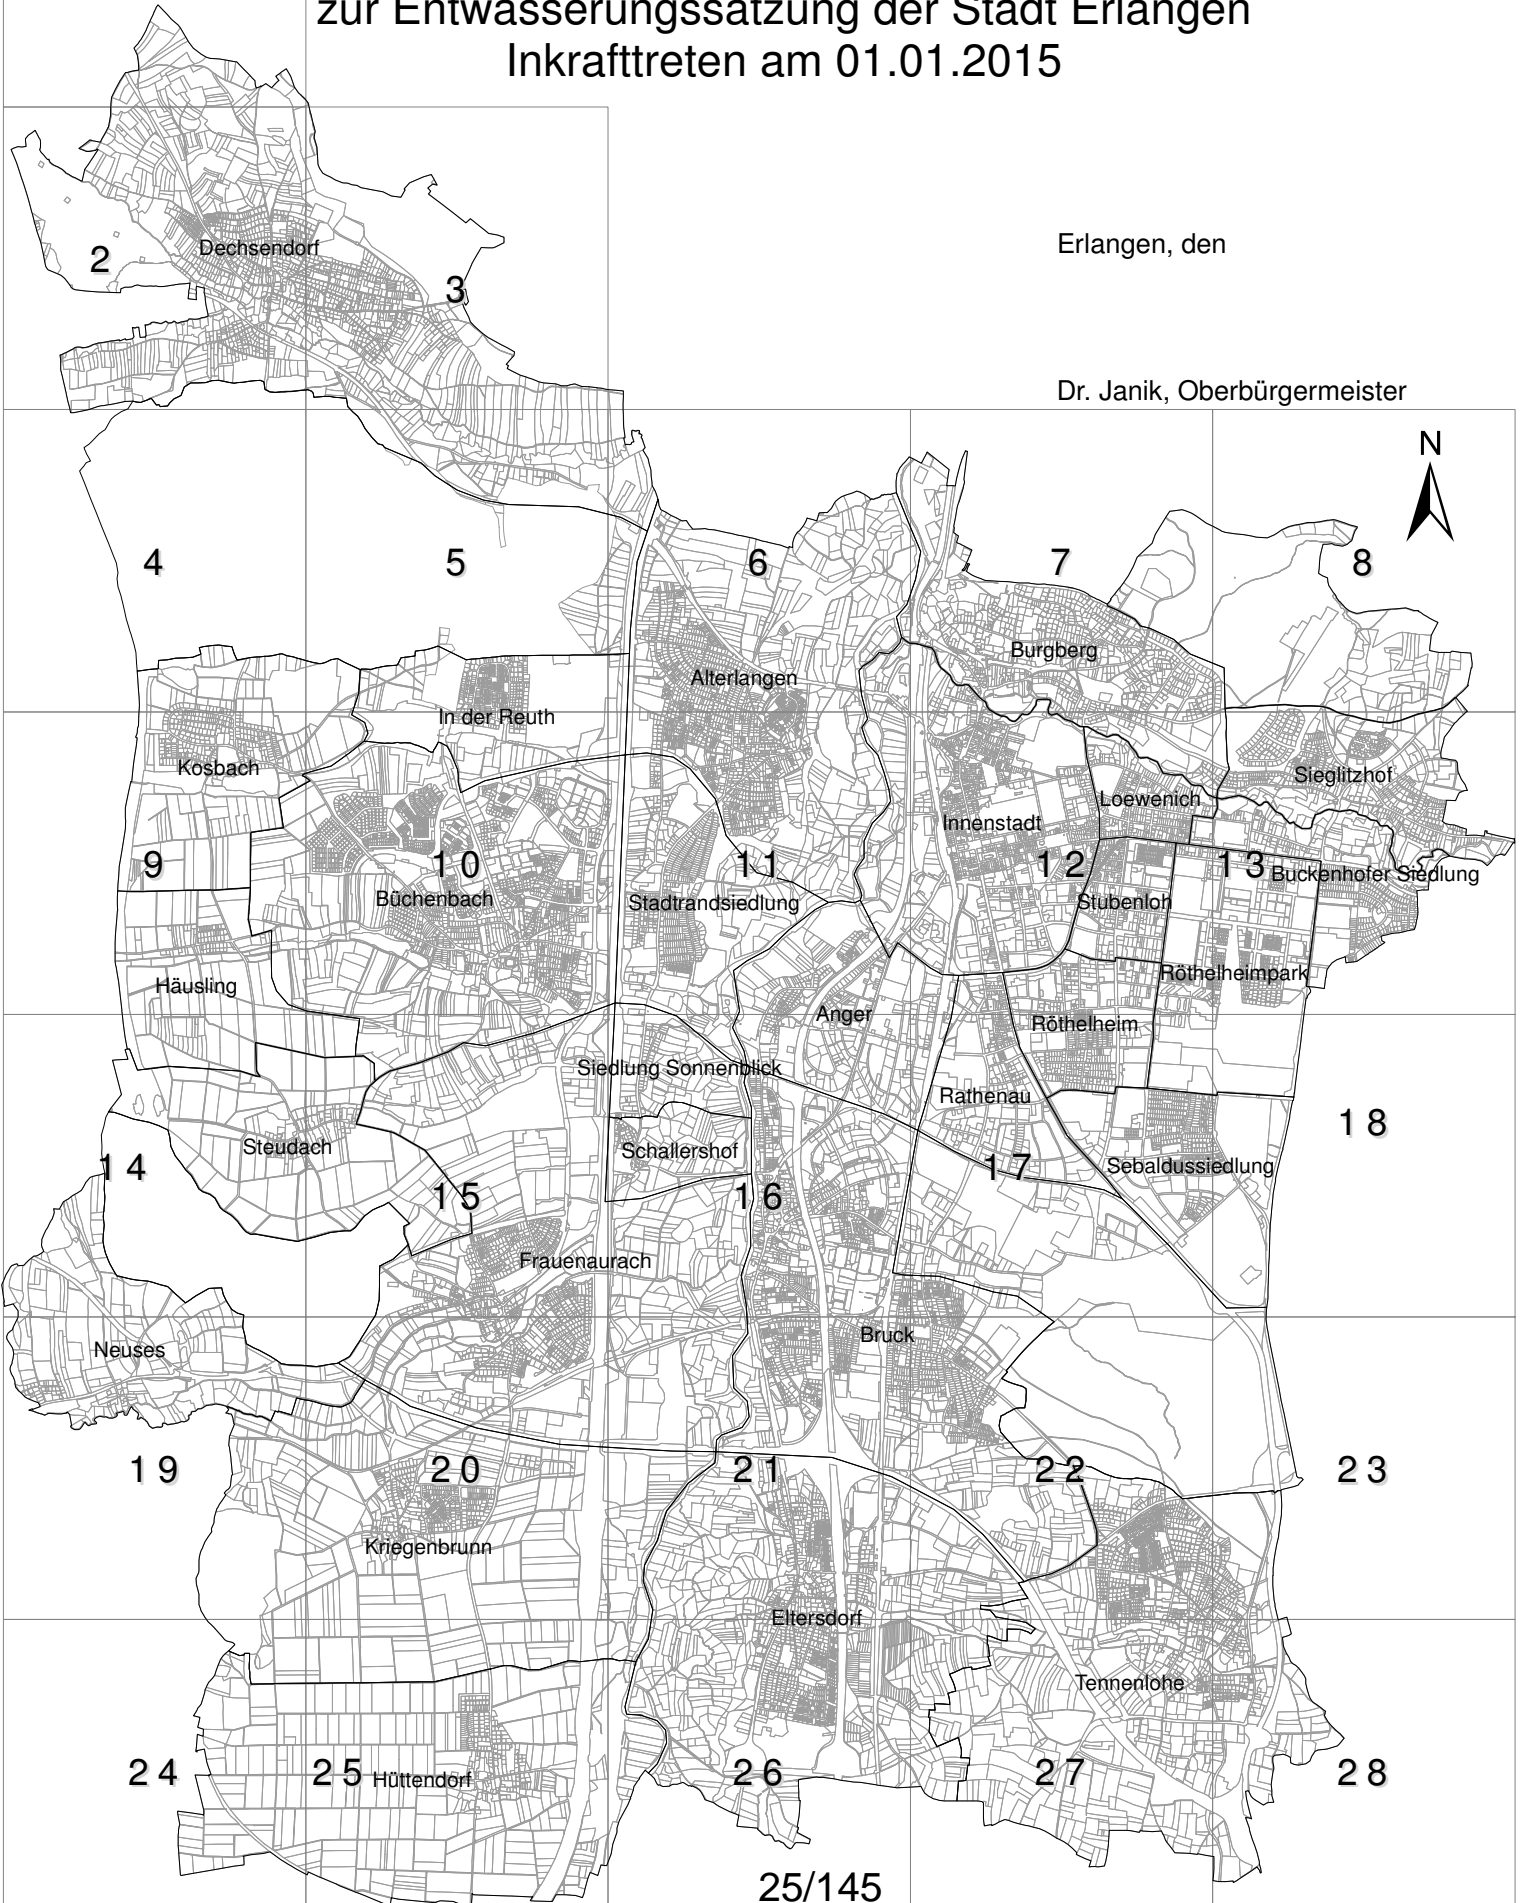 zur Entwässerungssatzung der Stadt Erlangen
Inkrafttreten am 01.01.2015
Erlangen, den
Dechsendorf
2
3
Dr. Janik, Oberbürgermeister
N
4
5
6
7
8
Burgberg
Alterlangen
In der Reuth
Kosbach
Sieglitzhof
Loewenich
Innenstadt
9
10
11
12
13
Buckenhofer Siedlung
Büchenbach
Stadtrandsiedlung
Stubenloh
Röthelheimpark
Häusling
Anger
Röthelheim
Siedlung Sonnenblick
Rathenau
18
Steudach
Schallershof
14
17
Sebaldussiedlung
15
16
Frauenaurach
Bruck
Neuses
19
20
21
22
23
Kriegenbrunn
Eltersdorf
Tennenlohe
24
25
Hüttendorf
26
27
28
25/145